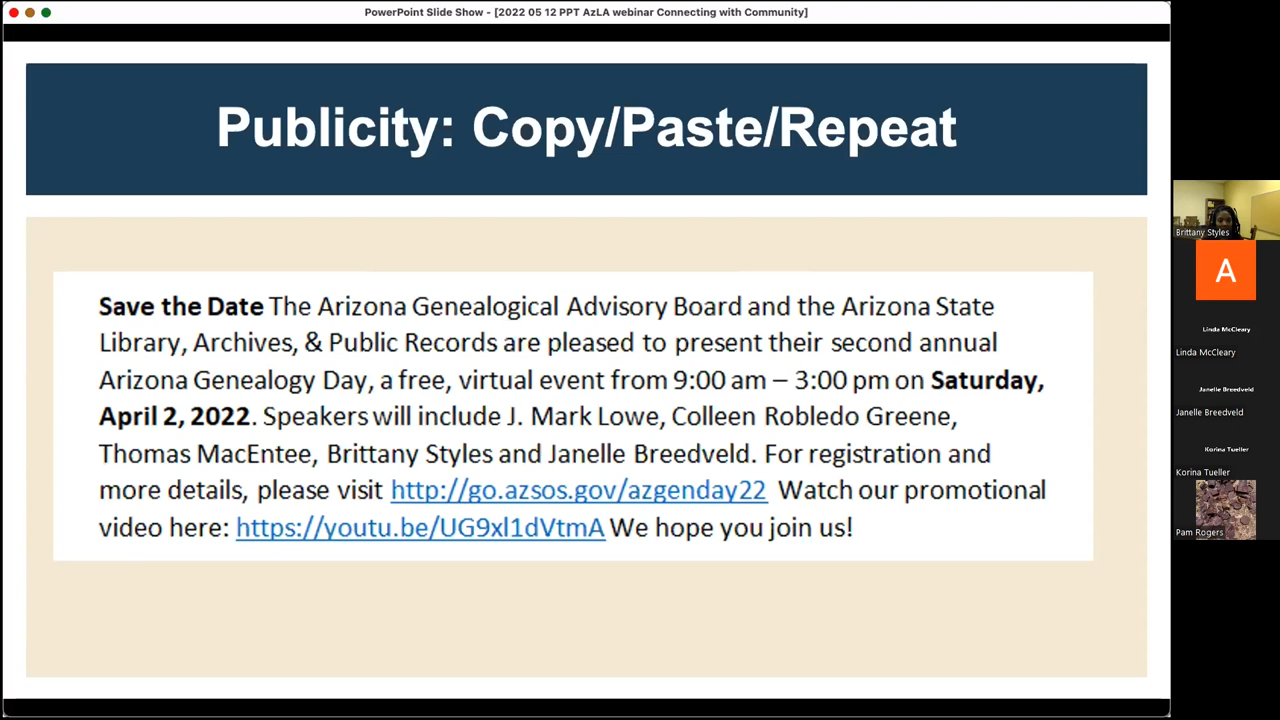 PowerPoint Slide Show - [2022 05 12 PPT AzLA webinar Connecting with Community]
Publicity: Copy/Paste/Repeat
Save the Date The Arizona Genealogical Advisory Board and the Arizona State
Library, Archives, & Public Records are pleased to present their second annual
Arizona Genealogy Day, a free, virtual event from 9:00 am – 3:00 pm on Saturday,
April 2, 2022. Speakers will include J. Mark Lowe, Colleen Robledo Greene,
Thomas MacEntee, Brittany Styles and Janelle Breedveld. For registration and
more details, please visit http://go.azsos.gov/azgenday22 Watch our promotional
video here: https://youtu.be/UG9xl1dVtmA We hope you join us!
Brittany Styles
A
Linda McCleary
Linda McCleary
Janelle Breedveld
Janelle Breedveld
Korina Tueller
Korina Tueller
Pam Rogers